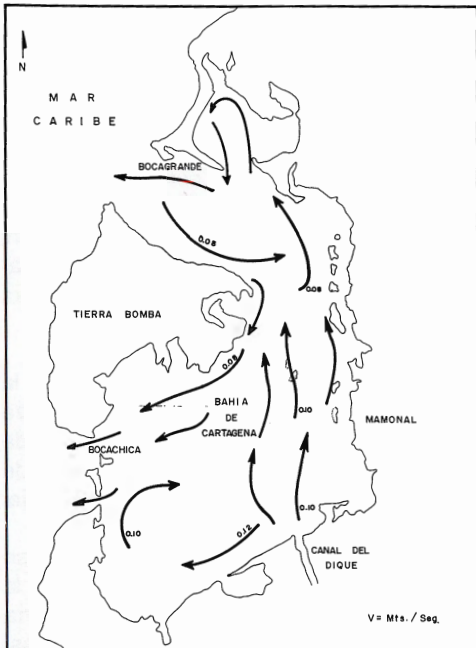 N
MAR
CARIBE
BOCAGRANDE
0.08
0.08
TIERRA BOMBA
0.08
BAHIA
DE
CARTAGENA
0.10
MAMONAL
BOCACHICA
0.10
0.10
0.12
CANAL DEL
DIQUE
V= Mts./Seg.